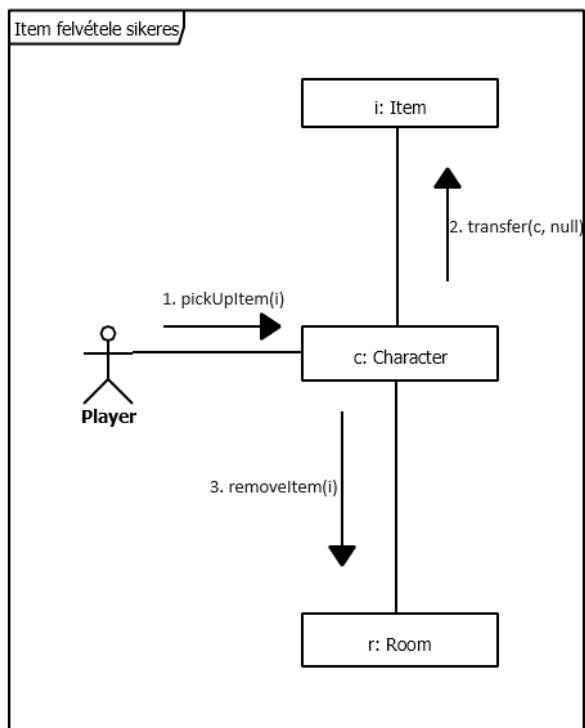 Item felvétele sikeres
i: Item
2. transfer(c, null)
1. pickUpItem(i)
c: Character
Player
3. removeItem(i)
r: Room